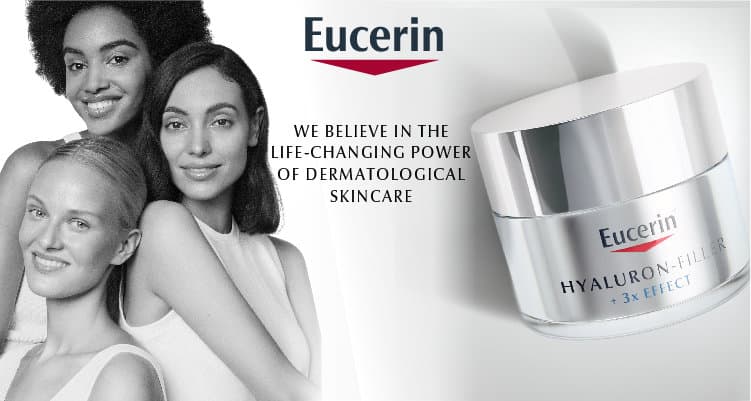 Eucerin
WE BELIEVE IN THE
LIFE-CHANGING POWER
OF DERMATOLOGICAL
SKINCARE
Eucerin
HYALURON-FILLER
+ 3x EFFECT